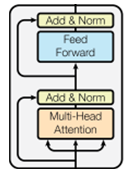 Add & Norm
Feed
Forward
Add & Norm
Multi-Head
Attention